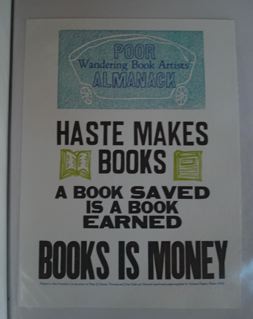 POOR
Wandering Book Artists
ALMANACK
HASTE MAKES
BOOKS
A BOOK SAVED
IS A BOOK
EARNED
BOOKS IS MONEY